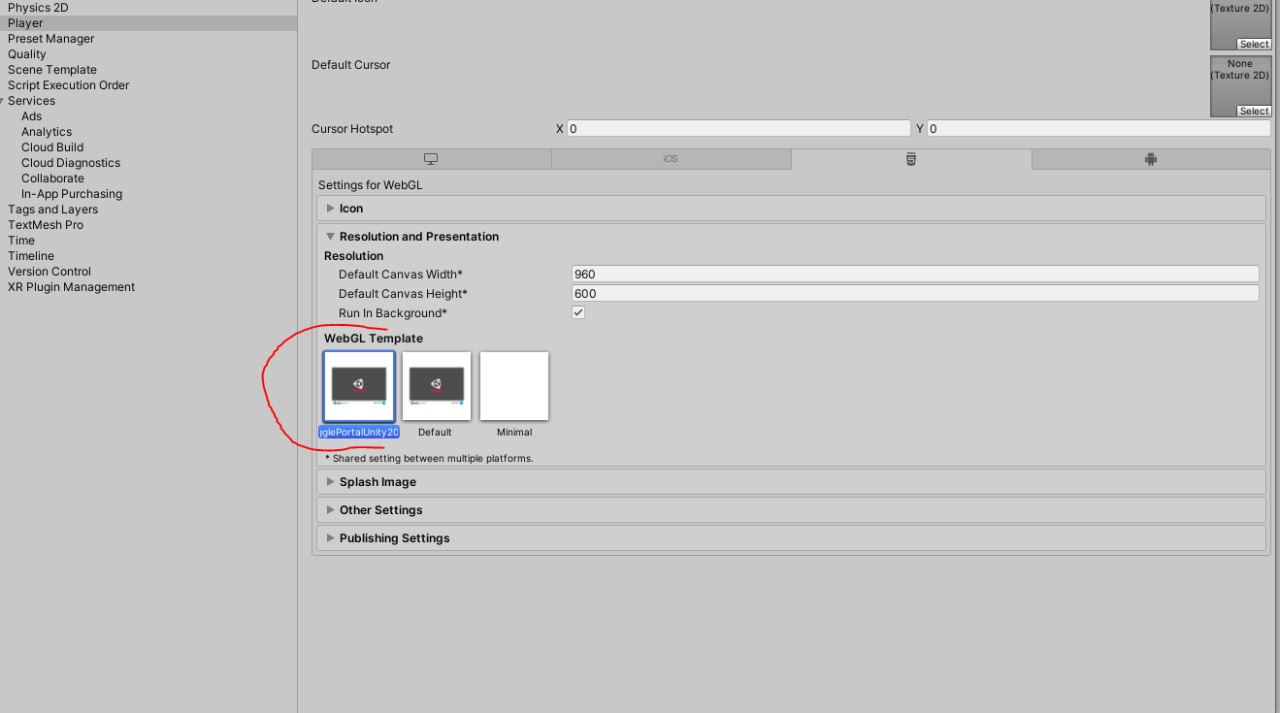 Physics 2D
Player
Preset Manager
Quality
Scene Template
Script Execution Order
Services
Ads
Analytics
Cloud Build
Cloud Diagnostics
Collaborate
In-App Purchasing
Tags and Layers
TextMesh Pro
Time
Timeline
Version Control
XR Plugin Management
(Texture 2D)
Select
Default Cursor
None
(Texture 2D)
Select
Cursor Hotspot X 0 Y 0
iOS
Settings for WebGL
Icon
Resolution and Presentation
Resolution
Default Canvas Width* 960
Default Canvas Height* 600
Run In Background*
WebGL Template
glePortalUnity20 Default Minimal
* Shared setting between multiple platforms.
Splash Image
Other Settings
Publishing Settings